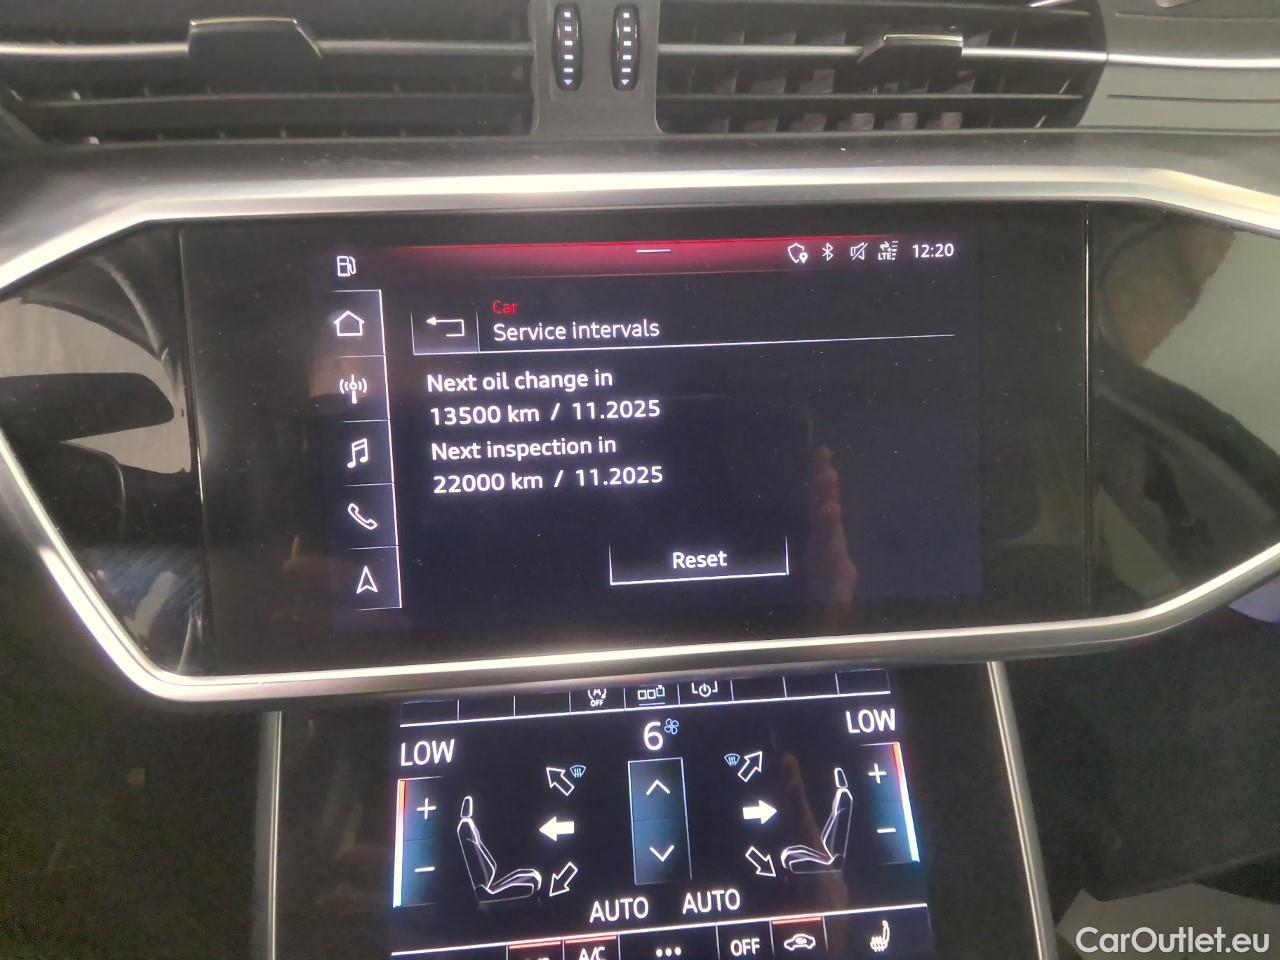 LTE
12:20
Car
Service intervals
Next oil change in
13500 km / 11.2025
Next inspection in
22000 km / 11.2025
Reset
OFF
LOW
6
LOW
+
+
−
−
AUTO AUTO
A/C
OFF
CarOutlet.eu